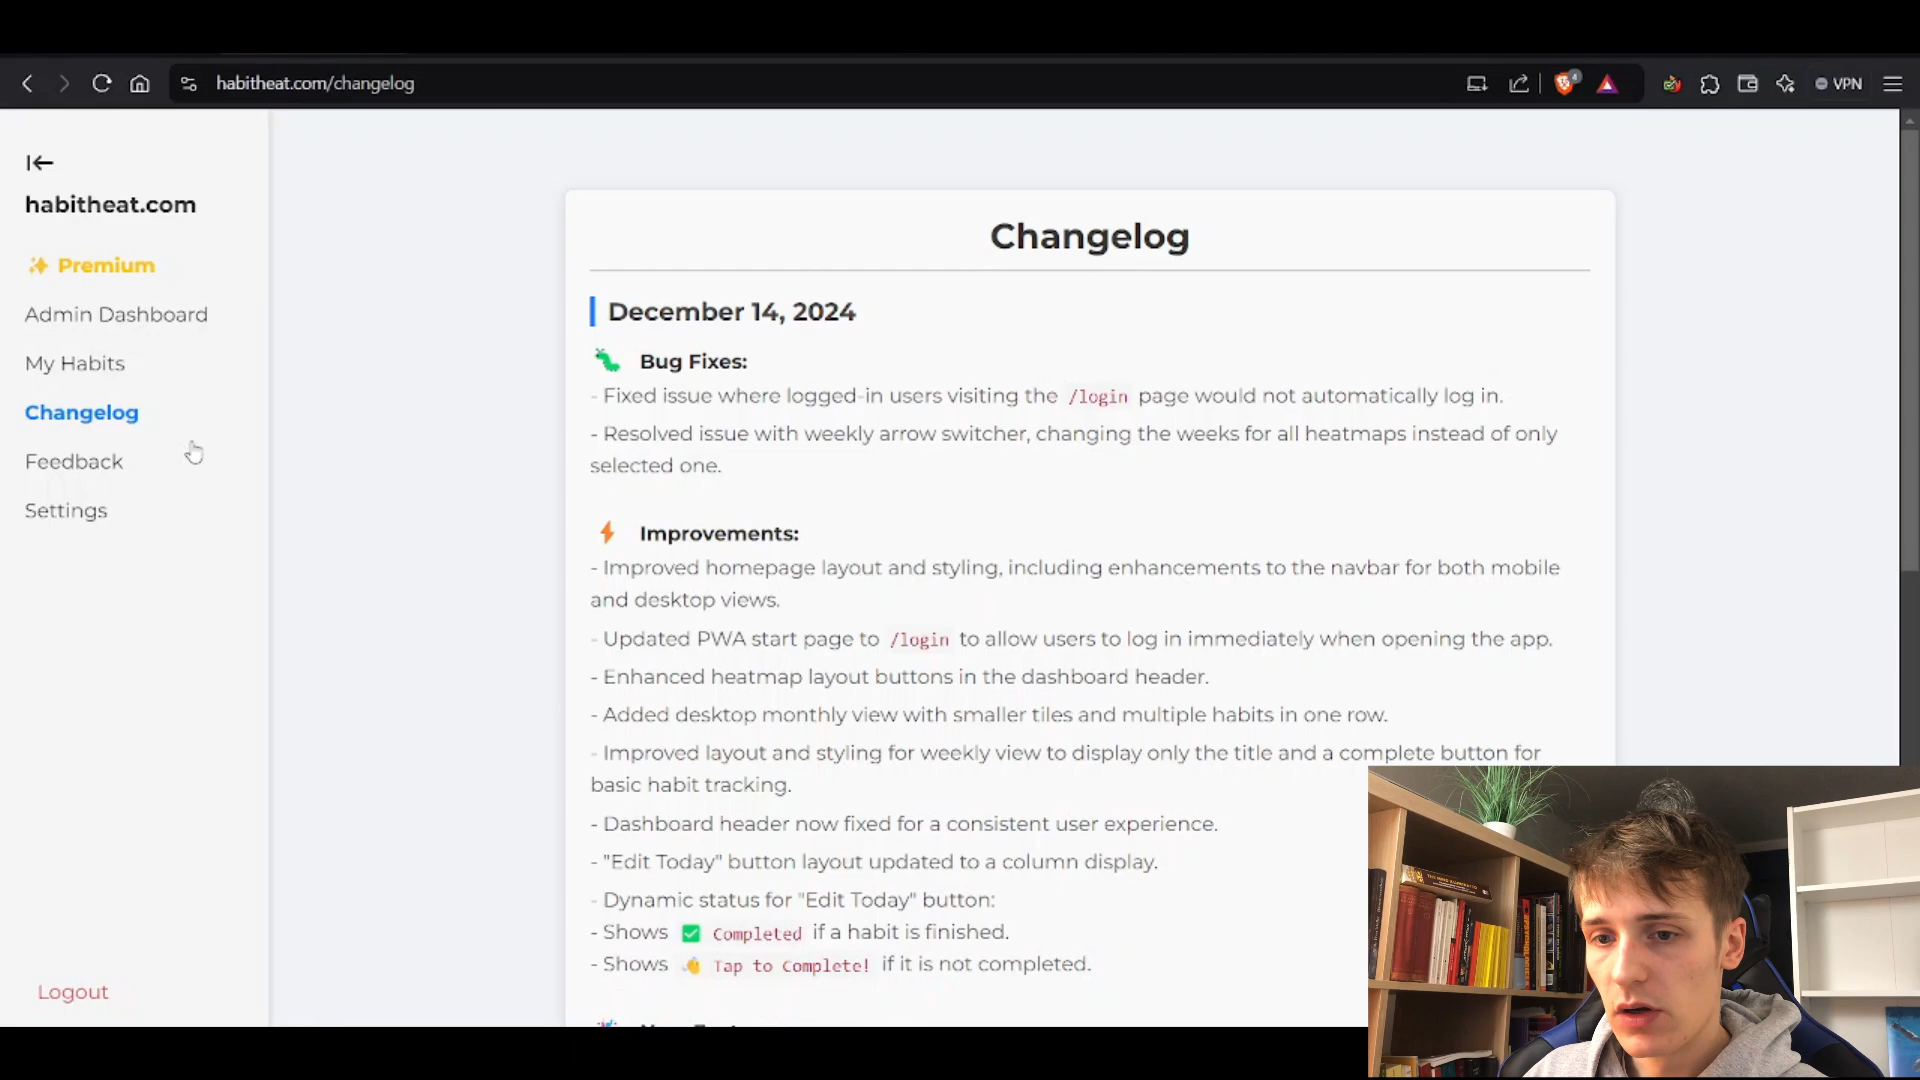 habitheat.com/changelog
4
VPN
habitheat.com
Premium
Admin Dashboard
My Habits
Changelog
Feedback
Settings
Logout
Changelog
December 14, 2024
Bug Fixes:
- Fixed issue where logged-in users visiting the /login page would not automatically log in.
- Resolved issue with weekly arrow switcher, changing the weeks for all heatmaps instead of only
selected one.
Improvements:
- Improved homepage layout and styling, including enhancements to the navbar for both mobile
and desktop views.
- Updated PWA start page to /login to allow users to log in immediately when opening the app.
- Enhanced heatmap layout buttons in the dashboard header.
- Added desktop monthly view with smaller tiles and multiple habits in one row.
- Improved layout and styling for weekly view to display only the title and a complete button for
basic habit tracking.
- Dashboard header now fixed for a consistent user experience.
- "Edit Today" button layout updated to a column display.
- Dynamic status for "Edit Today" button:
- Shows ✅ Completed if a habit is finished.
- Shows 👋 Tap to Complete! if it is not completed.